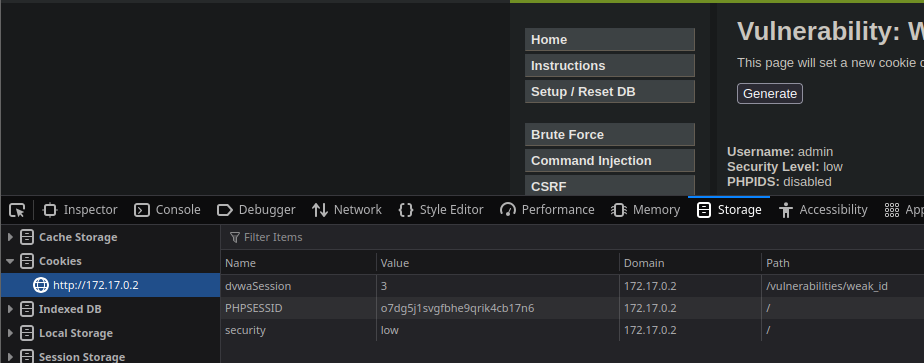 Vulnerability: W
Home
This page will set a new cookie c
Instructions
Setup / Reset DB
Generate
Brute Force
Command Injection
CSRF
Username: admin
Security Level: low
PHPIDS: disabled
Inspector Console Debugger Network Style Editor Performance Memory Storage Accessibility App
Cache Storage
Filter Items
Cookies
Name Value Domain Path
http://172.17.0.2
dvwaSession 3 172.17.0.2 /vulnerabilities/weak_id
Indexed DB
PHPSESSID o7dg5j1svgfbhe9qrik4cb17n6 172.17.0.2 /
Local Storage
security low 172.17.0.2 /
Session Storage